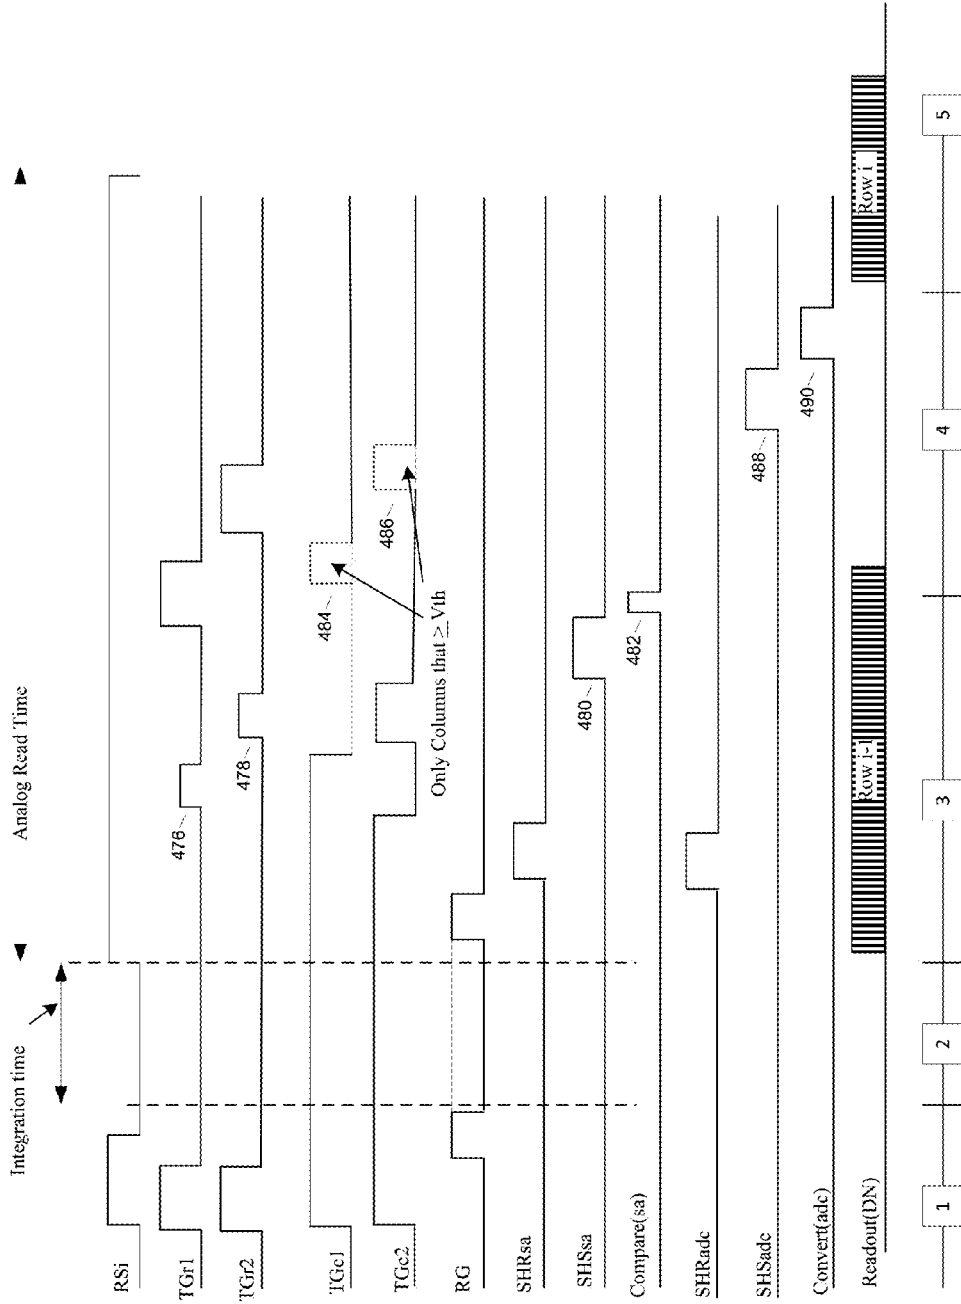 Integration time
Analog Read Time
RSi
TGr1
476
TGr2
478
TGc1
484
TGc2
486
Only Columns that ≥ Vth
RG
SHRsa
SHSsa
480
Compare(sa)
482
SHRadc
SHSadc
488
Convert(adc)
490
Readout(DN)
Row i-1
Row i
1
2
3
4
5